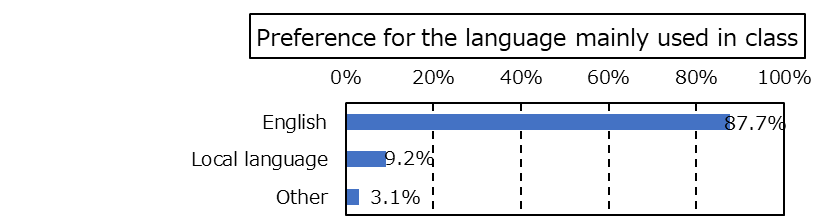 Preference for the language mainly used in class
0% 20% 40% 60% 80% 100%
English 87.7%
Local language 9.2%
Other 3.1%